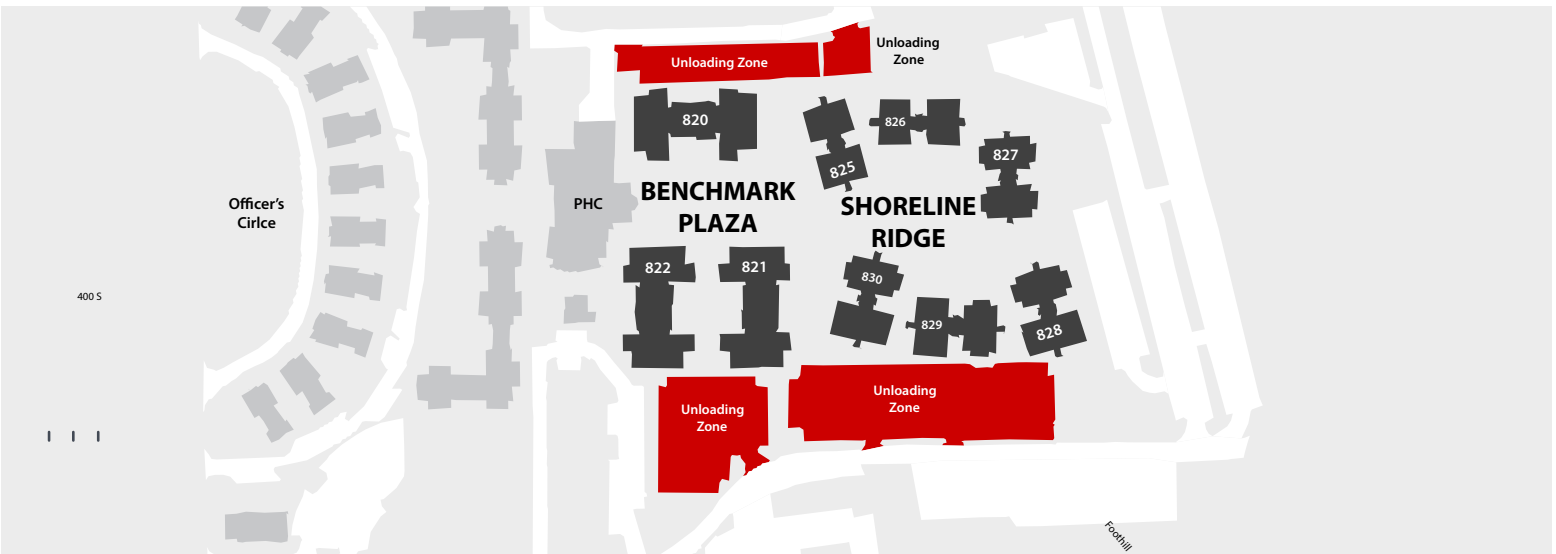 Unloading
Zone
Unloading Zone
820
826
825
827
BENCHMARK
PLAZA
SHORELINE
RIDGE
Officer's
Cirlce
PHC
822
821
830
829
828
400 S
Unloading
Zone
Unloading
Zone
Foothill